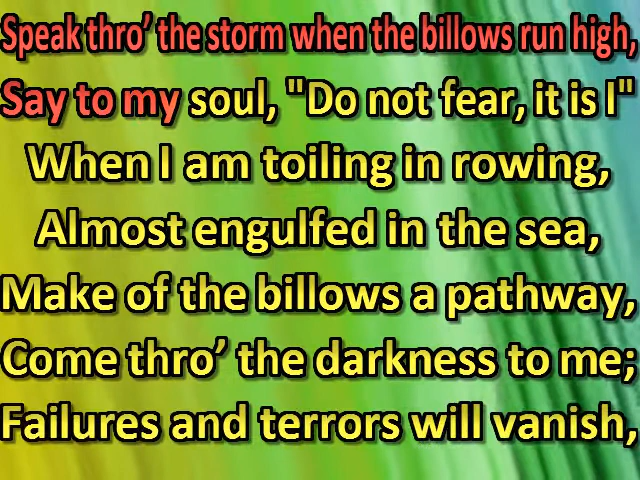 Speak thro’ the storm when the billows run high,
Say to my soul, "Do not fear, it is I"
When I am toiling in rowing,
Almost engulfed in the sea,
Make of the billows a pathway,
Come thro’ the darkness to me;
Failures and terrors will vanish,